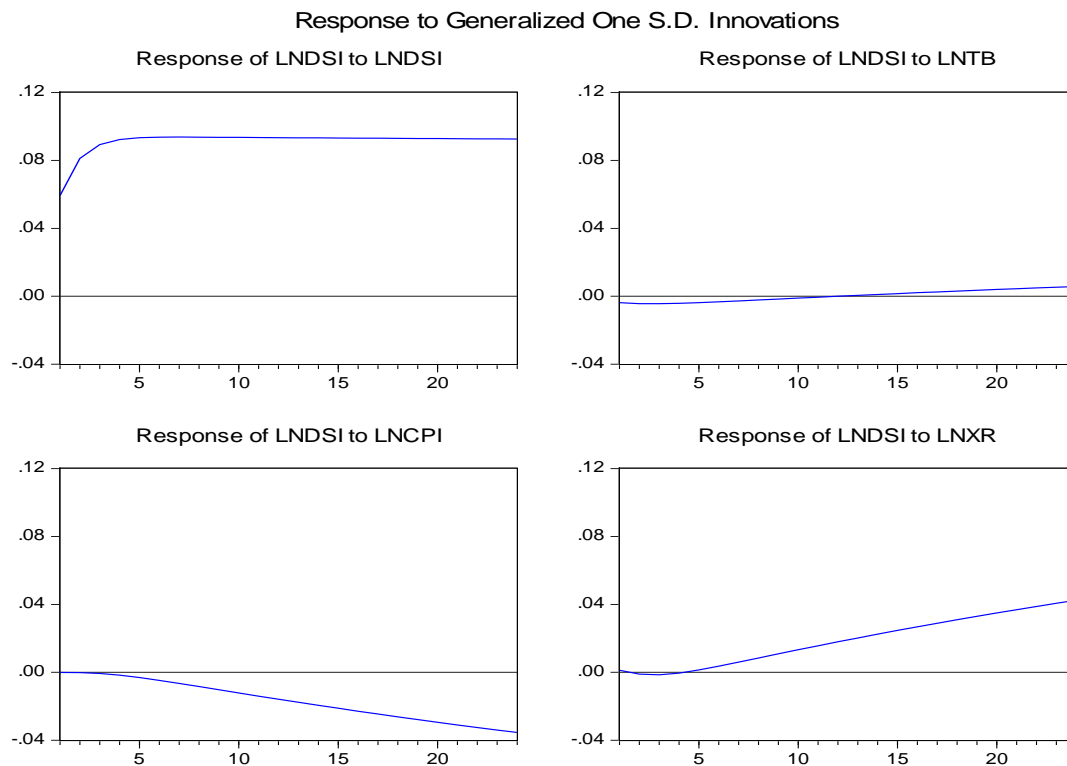 Response to Generalized One S.D. Innovations
Response of LNDSI to LNDSI
.12
.08
.04
.00
-.04
5 10 15 20
Response of LNDSI to LNTB
.12
.08
.04
.00
-.04
5 10 15 20
Response of LNDSI to LNCPI
.12
.08
.04
.00
-.04
5 10 15 20
Response of LNDSI to LNXR
.12
.08
.04
.00
-.04
5 10 15 20